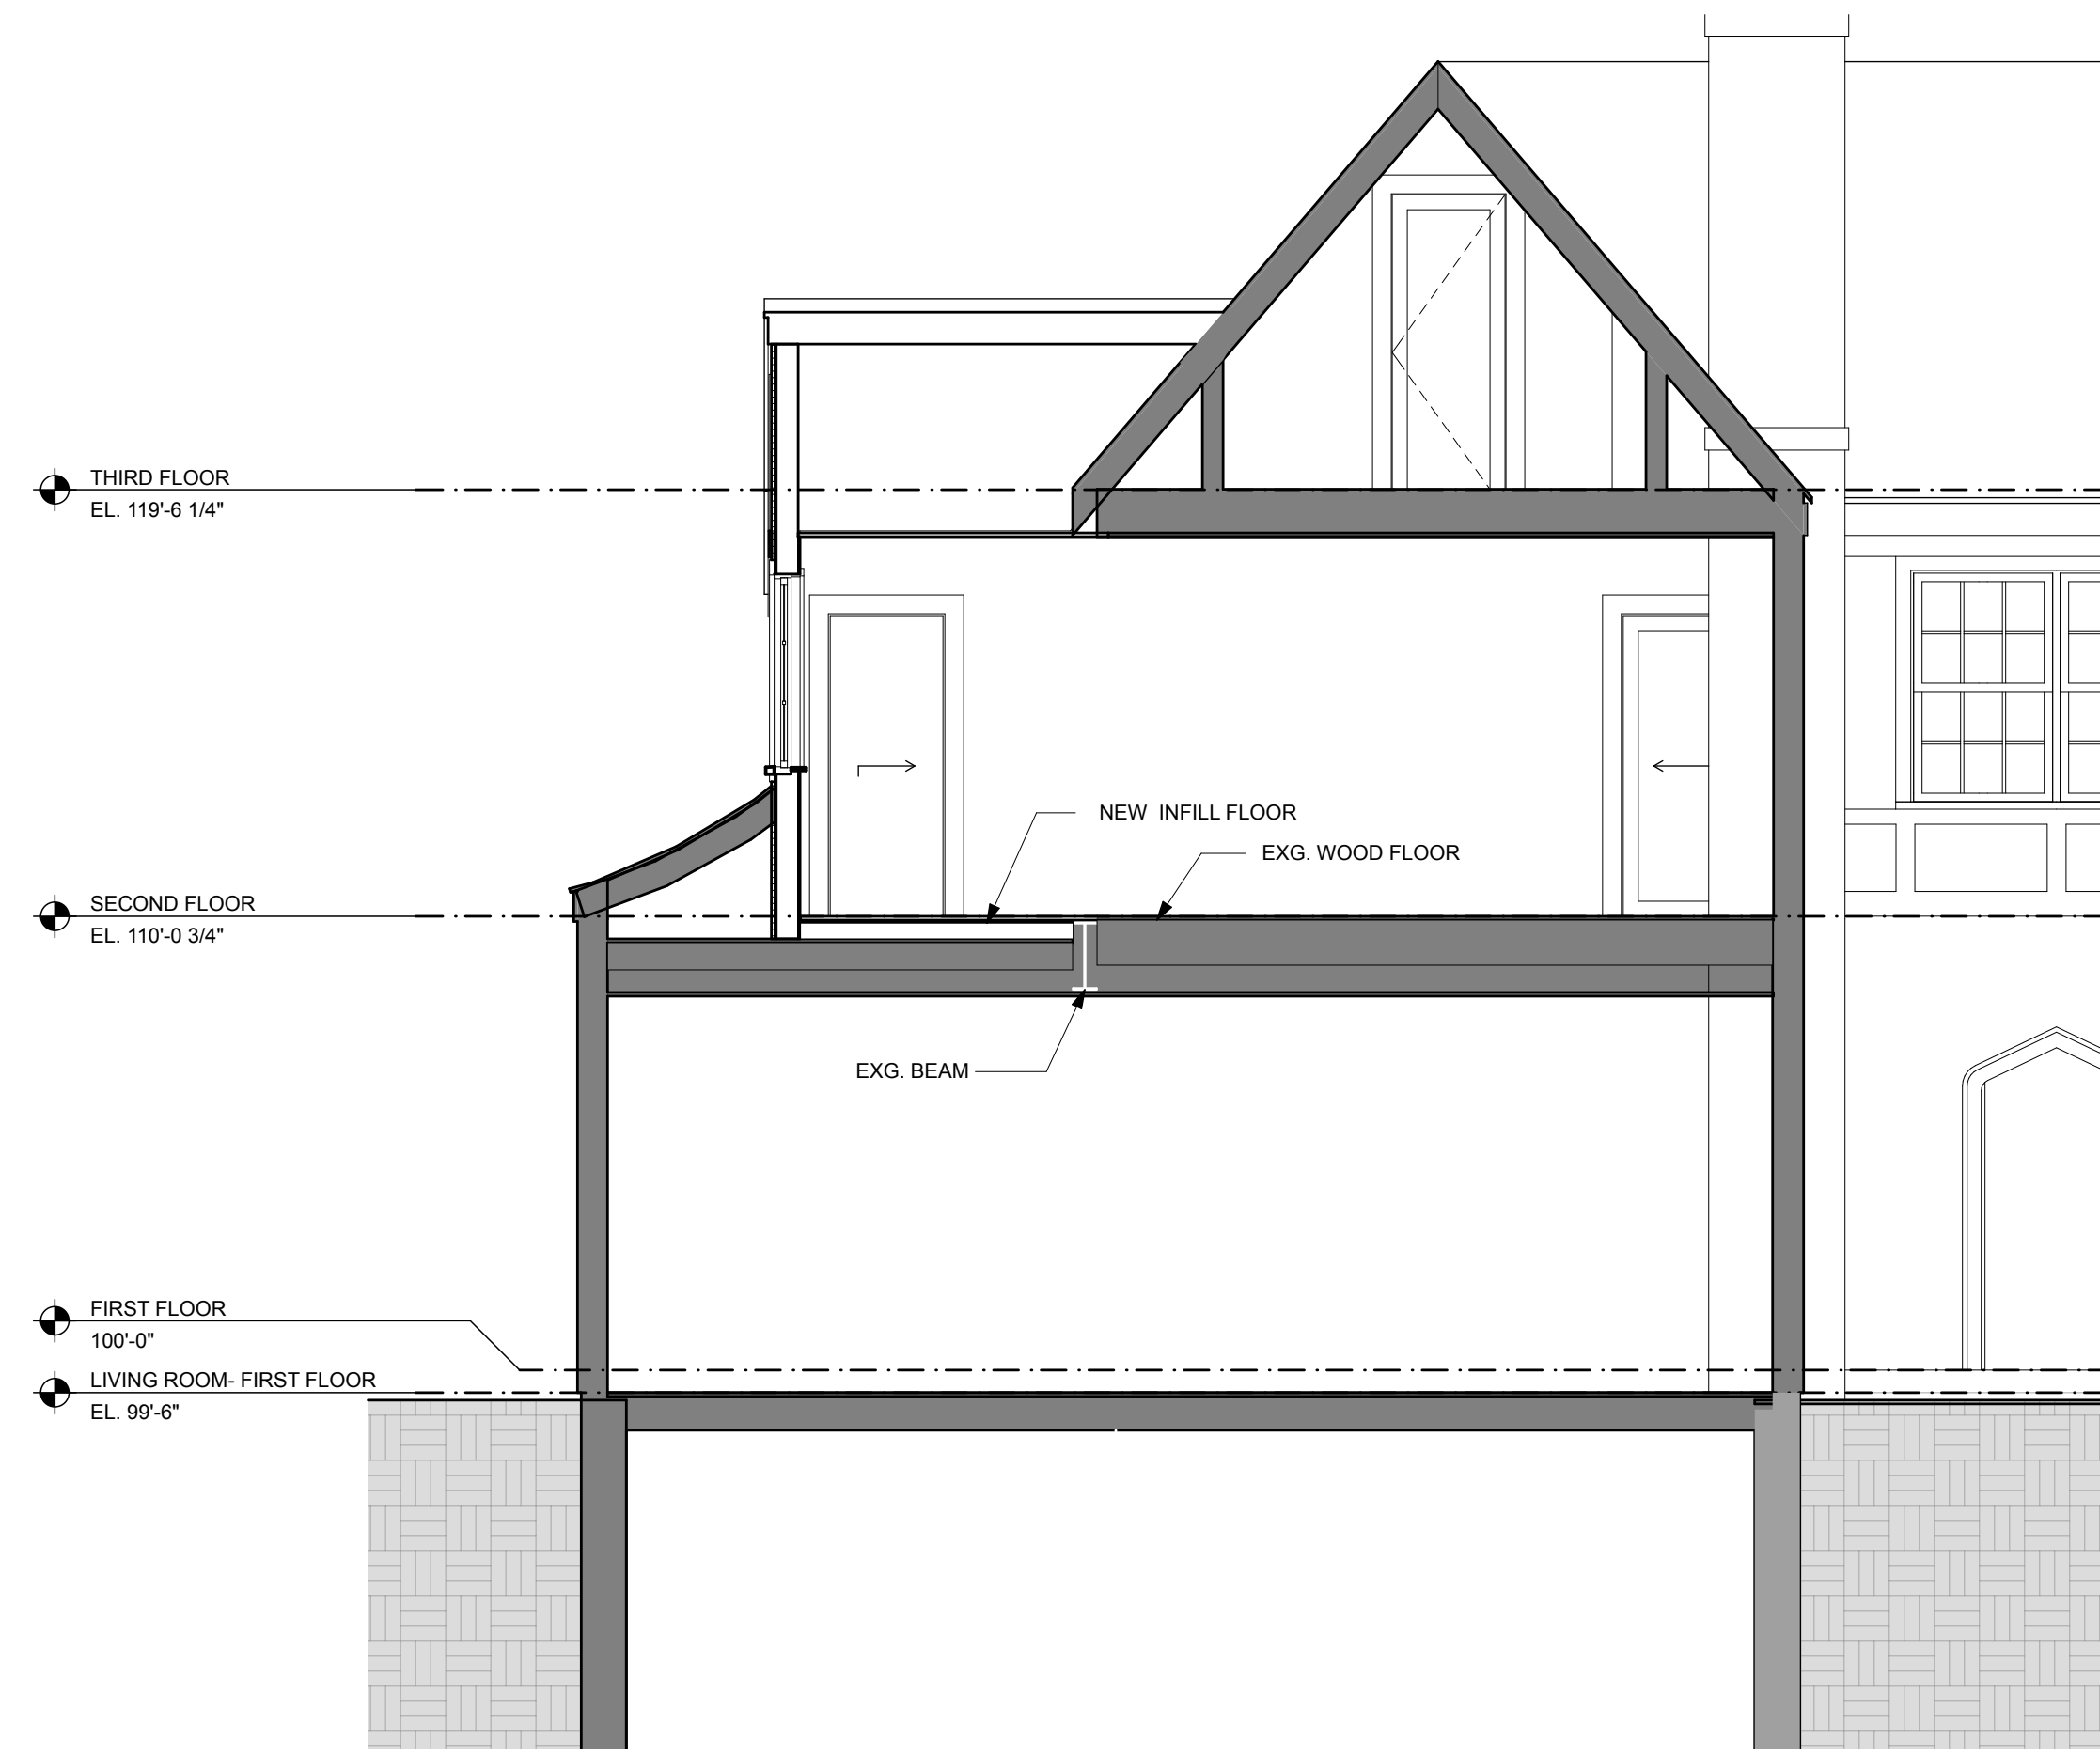 THIRD FLOOR
EL. 119'-6 1/4"
NEW INFILL FLOOR
EXG. WOOD FLOOR
SECOND FLOOR
EL. 110'-0 3/4"
EXG. BEAM
FIRST FLOOR
100'-0"
LIVING ROOM- FIRST FLOOR
EL. 99'-6"